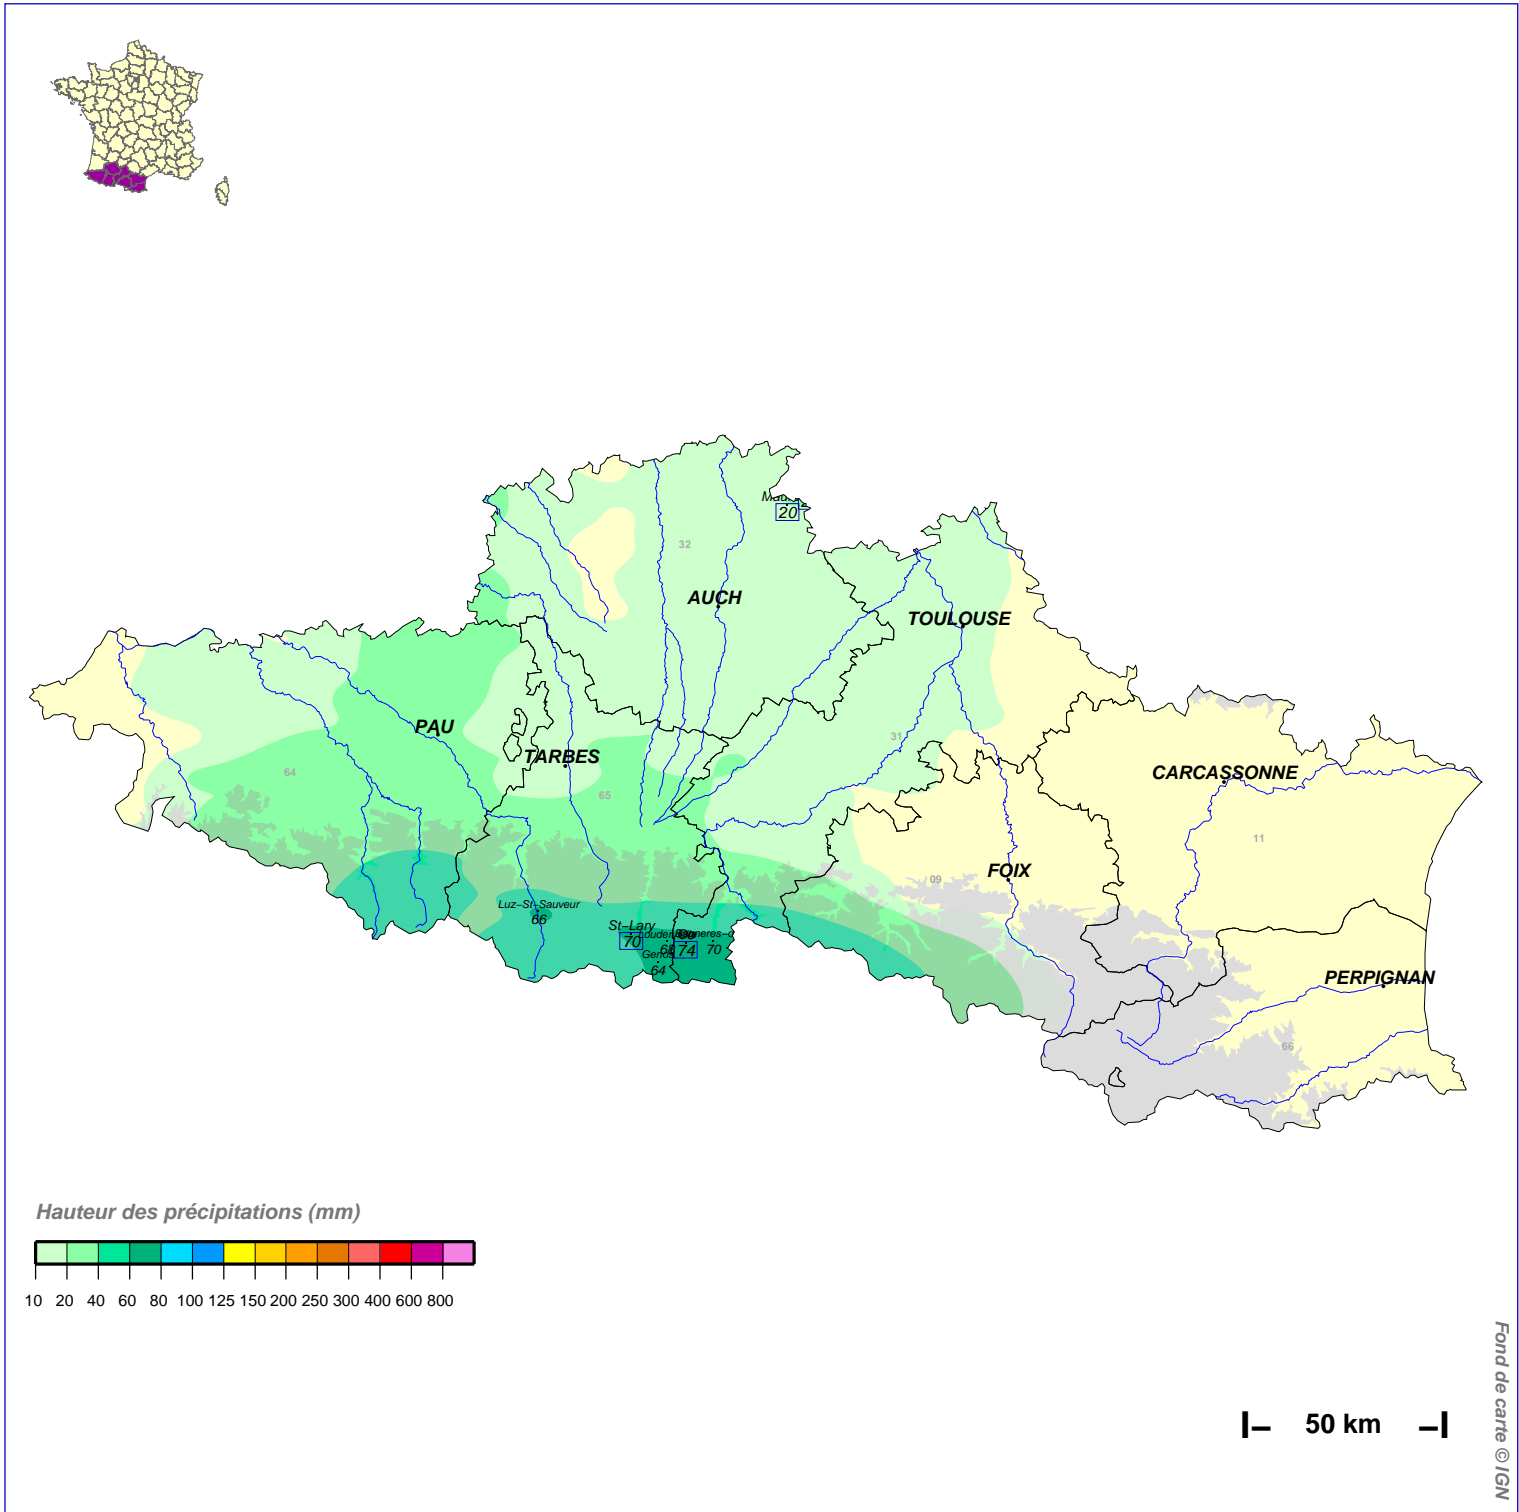 20
32
AUCH
TOULOUSE
PAU
31
TARBES
64
65
CARCASSONNE
11
FOIX
09
Luz-St-Sauveur
66
St-Lary
70
68
74
70
64
PERPIGNAN
66
Hauteur des précipitations (mm)
10 20 40 60 80 100 125 150 200 250 300 400 600 800
50 km
Fond de carte © IGN